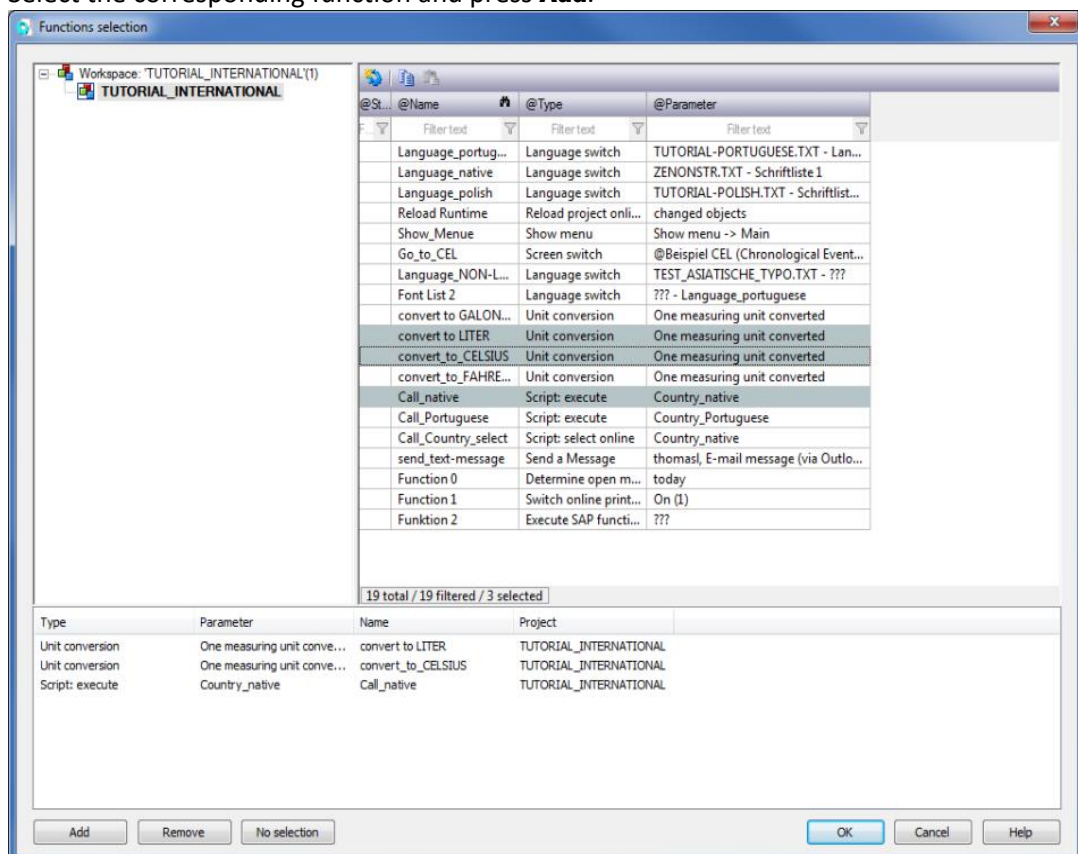 Select the corresponding function and press Add.
Functions selection
Workspace: 'TUTORIAL_INTERNATIONAL'(1)
TUTORIAL_INTERNATIONAL
@St... @Name @Type @Parameter
F... Filter text Filter text Filter text
Language_portug... Language switch TUTORIAL-PORTUGUESE.TXT - Lan...
Language_native Language switch ZENONSTR.TXT - Schriftliste 1
Language_polish Language switch TUTORIAL-POLISH.TXT - Schriftlist...
Reload Runtime Reload project onli... changed objects
Show_Menue Show menu Show menu -> Main
Go_to_CEL Screen switch @Beispiel CEL (Chronological Event...
Language_NON-L... Language switch TEST_ASIATISCHE_TYPO.TXT - ???
Font List 2 Language switch ??? - Language_portuguese
convert to GALON... Unit conversion One measuring unit converted
convert to LITER Unit conversion One measuring unit converted
convert_to_CELSIUS Unit conversion One measuring unit converted
convert_to_FAHRE... Unit conversion One measuring unit converted
Call_native Script: execute Country_native
Call_Portuguese Script: execute Country_Portuguese
Call_Country_select Script: select online Country_native
send_text-message Send a Message thomasl, E-mail message (via Outlo...
Function 0 Determine open m... today
Function 1 Switch online print... On (1)
Funktion 2 Execute SAP functi... ???
19 total / 19 filtered / 3 selected
Type Parameter Name Project
Unit conversion One measuring unit conve... convert to LITER TUTORIAL_INTERNATIONAL
Unit conversion One measuring unit conve... convert_to_CELSIUS TUTORIAL_INTERNATIONAL
Script: execute Country_native Call_native TUTORIAL_INTERNATIONAL
Add Remove No selection OK Cancel Help